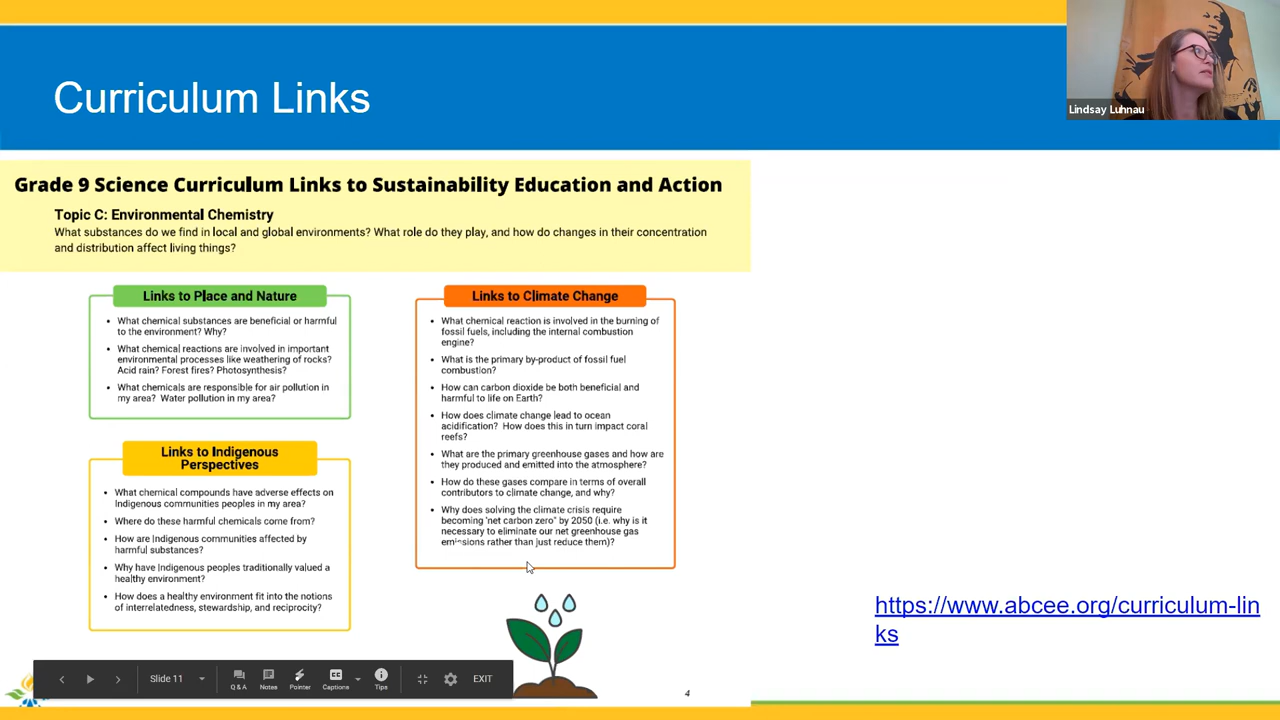 Curriculum Links
Lindsay Luhnau
Grade 9 Science Curriculum Links to Sustainability Education and Action
Topic C: Environmental Chemistry
What substances do we find in local and global environments? What role do they play, and how do changes in their concentration
and distribution affect living things?
Links to Place and Nature
• What chemical substances are beneficial or harmful
to the environment? Why?
• What chemical reactions are involved in important
environmental processes like weathering of rocks?
Acid rain? Forest fires? Photosynthesis?
• What chemicals are responsible for air pollution in
my area? Water pollution in my area?
Links to Indigenous
Perspectives
• What chemical compounds have adverse effects on
Indigenous communities peoples in my area?
• Where do these harmful chemicals come from?
• How are Indigenous communities affected by
harmful substances?
• Why have Indigenous peoples traditionally valued a
healthy environment?
• How does a healthy environment fit into the notions
of interrelatedness, stewardship, and reciprocity?
Links to Climate Change
• What chemical reaction is involved in the burning of
fossil fuels, including the internal combustion
engine?
• What is the primary by-product of fossil fuel
combustion?
• How can carbon dioxide be both beneficial and
harmful to life on Earth?
• How does climate change lead to ocean
acidification? How does this in turn impact coral
reefs?
• What are the primary greenhouse gases and how are
they produced and emitted into the atmosphere?
• How do these gases compare in terms of overall
contributors to climate change, and why?
• Why does solving the climate crisis require
becoming 'net carbon zero" by 2050 (i.e. why is it
necessary to eliminate our net greenhouse gas
emissions rather than just reduce them)?
https://www.abcee.org/curriculum-lin
ks
Slide 11
Q & A
Notes
Pointer
Captions
Tips
EXIT
4